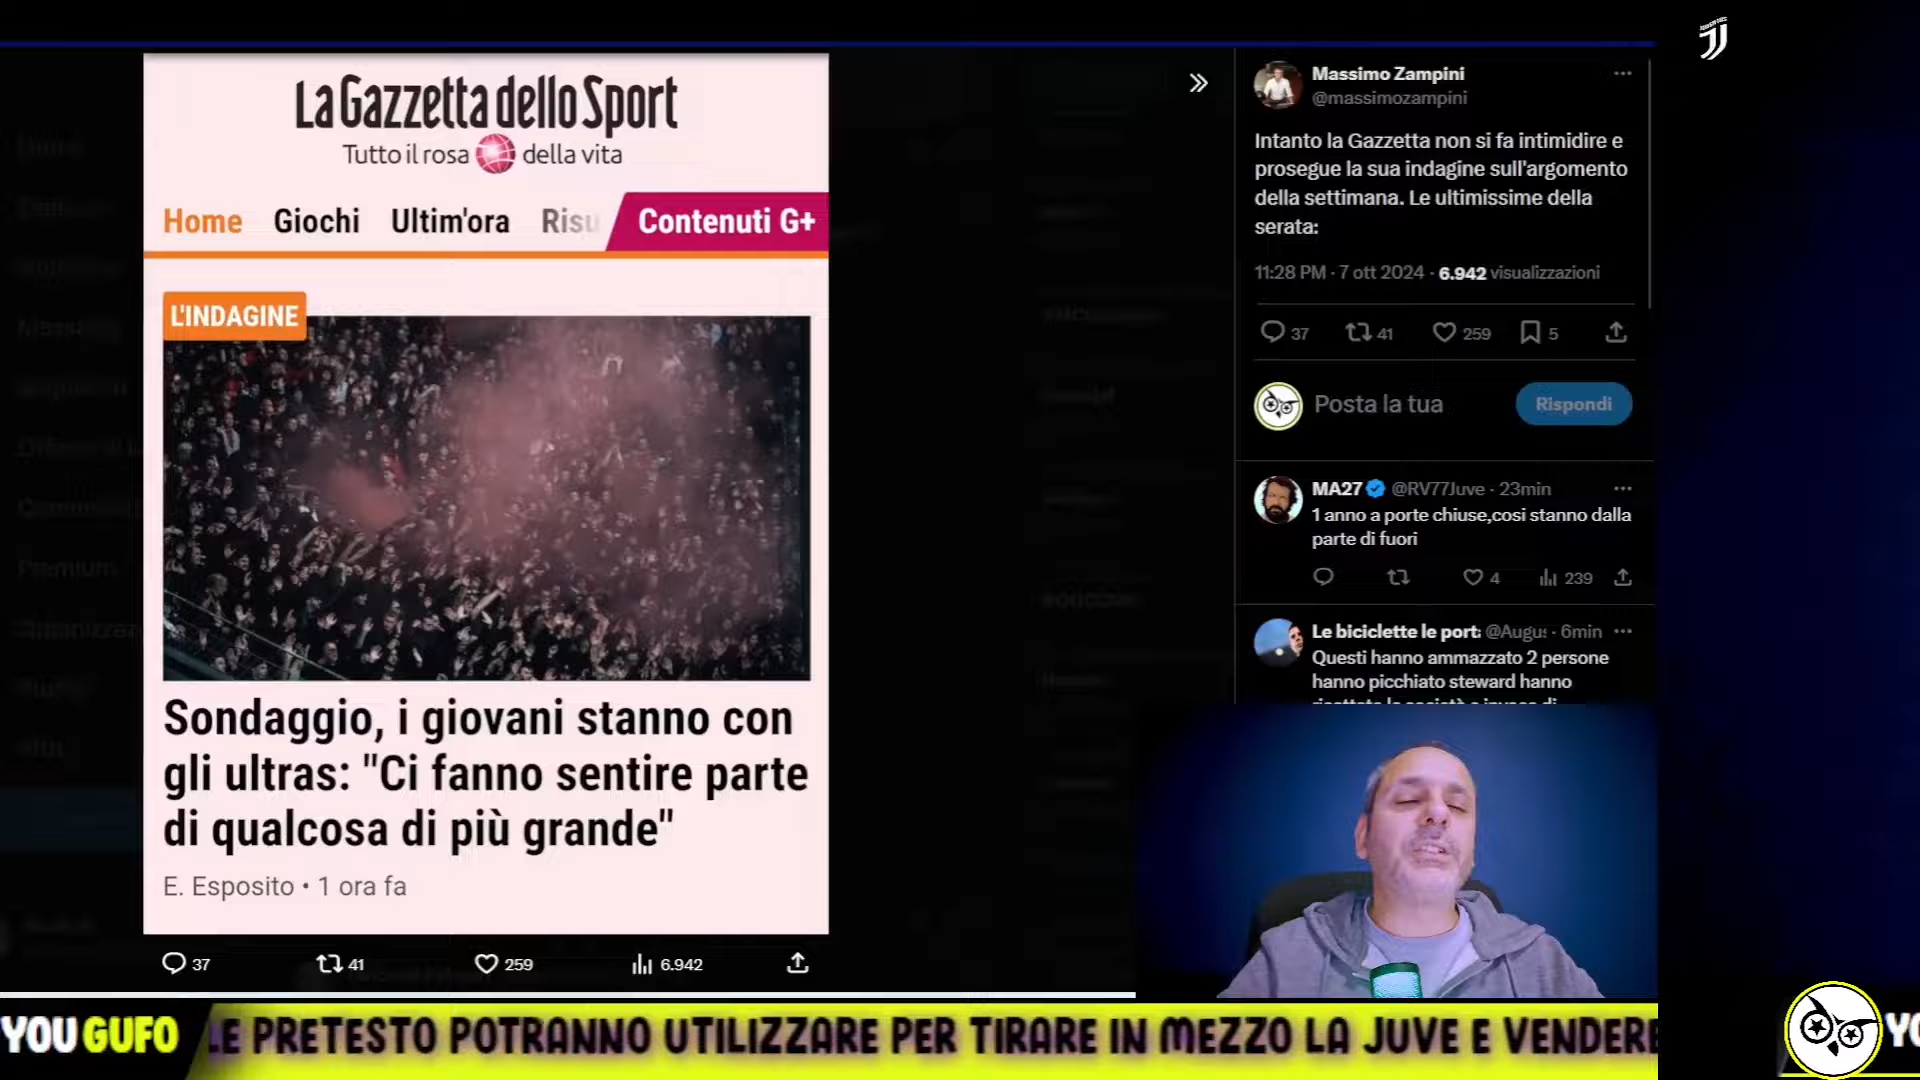 La Gazzetta dello Sport
Tutto il rosa della vita
Home Giochi Ultim'ora Risu Contenuti G+
L'INDAGINE
Sondaggio, i giovani stanno con
gli ultras: "Ci fanno sentire parte
di qualcosa di più grande"
E. Esposito • 1 ora fa
37 41 259 6.942
Massimo Zampini
@massimozampini
Intanto la Gazzetta non si fa intimidire e
prosegue la sua indagine sull'argomento
della settimana. Le ultimissime della
serata:
11:28 PM · 7 ott 2024 · 6.942 visualizzazioni
37 41 259 5
Posta la tua Rispondi
MA27 @RV77Juve · 23min
1 anno a porte chiuse,cosi stanno dalla
parte di fuori
4 239
Le biciclette le port: @Augu: · 6min
Questi hanno ammazzato 2 persone
hanno picchiato steward hanno
YOU GUFO
LE PRETESTO POTRANNO UTILIZZARE PER TIRARE IN MEZZO LA JUVE E VENDERE
YO